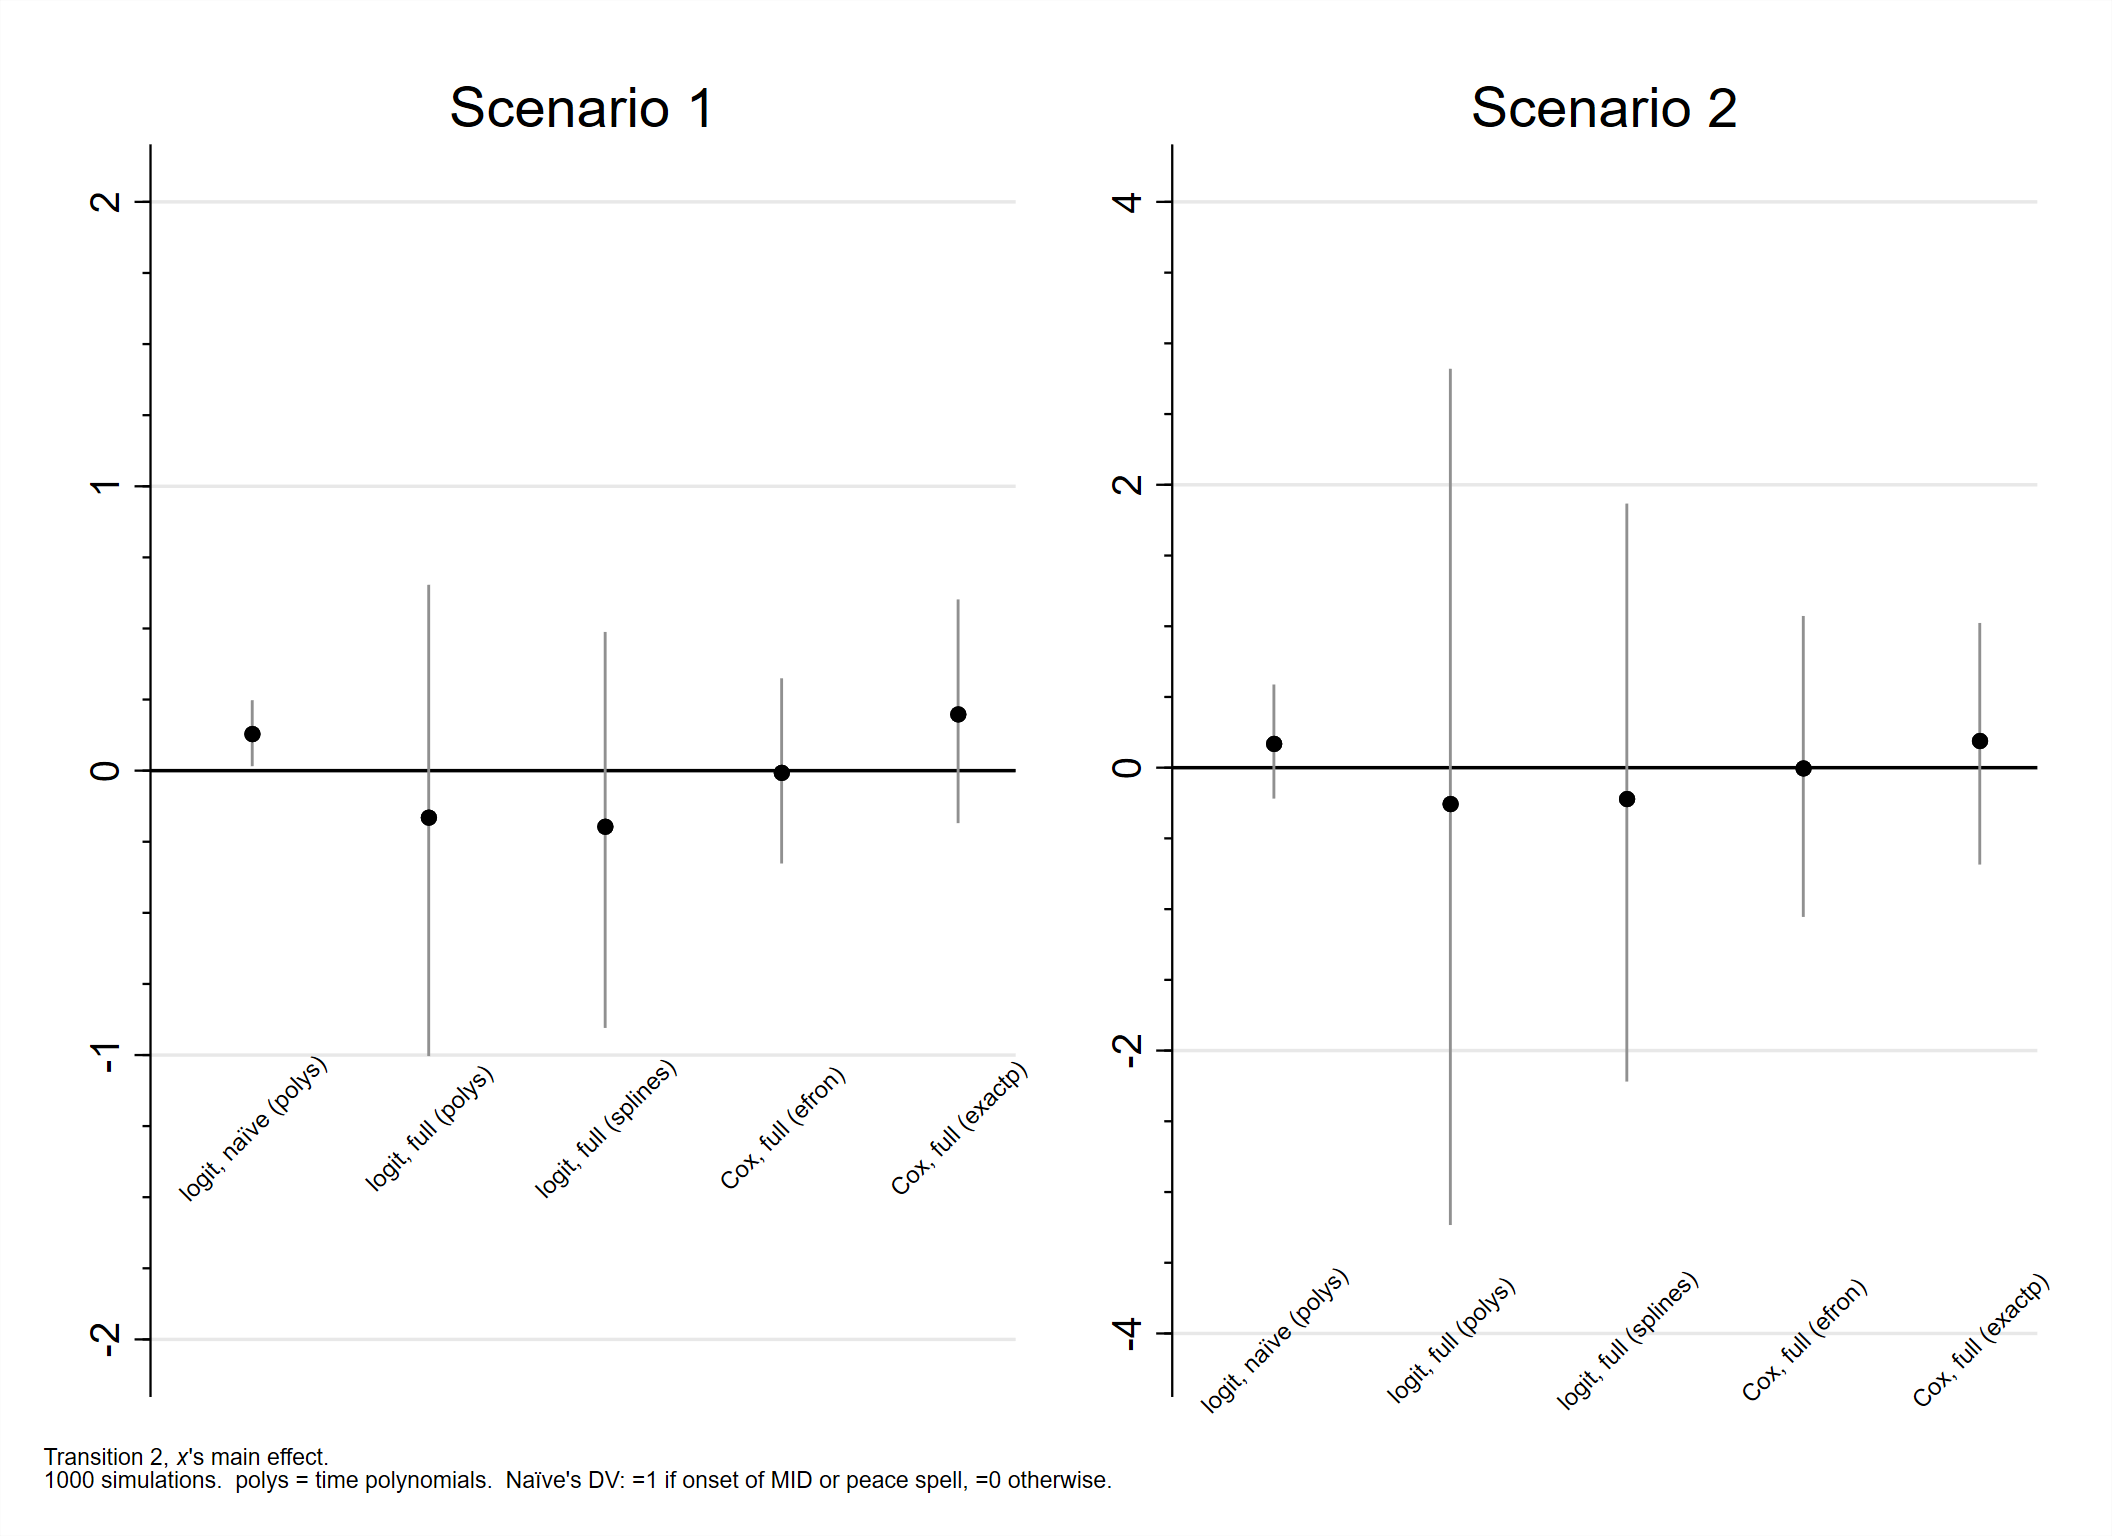 Scenario 1
2
1
0
-1
-2
logit, naïve (polys)
logit, full (polys)
logit, full (splines)
Cox, full (efron)
Cox, full (exactp)
Scenario 2
4
2
0
-2
-4
logit, naïve (polys)
logit, full (polys)
logit, full (splines)
Cox, full (efron)
Cox, full (exactp)
Transition 2, x's main effect.
1000 simulations.  polys = time polynomials.  Naïve's DV: =1 if onset of MID or peace spell, =0 otherwise.